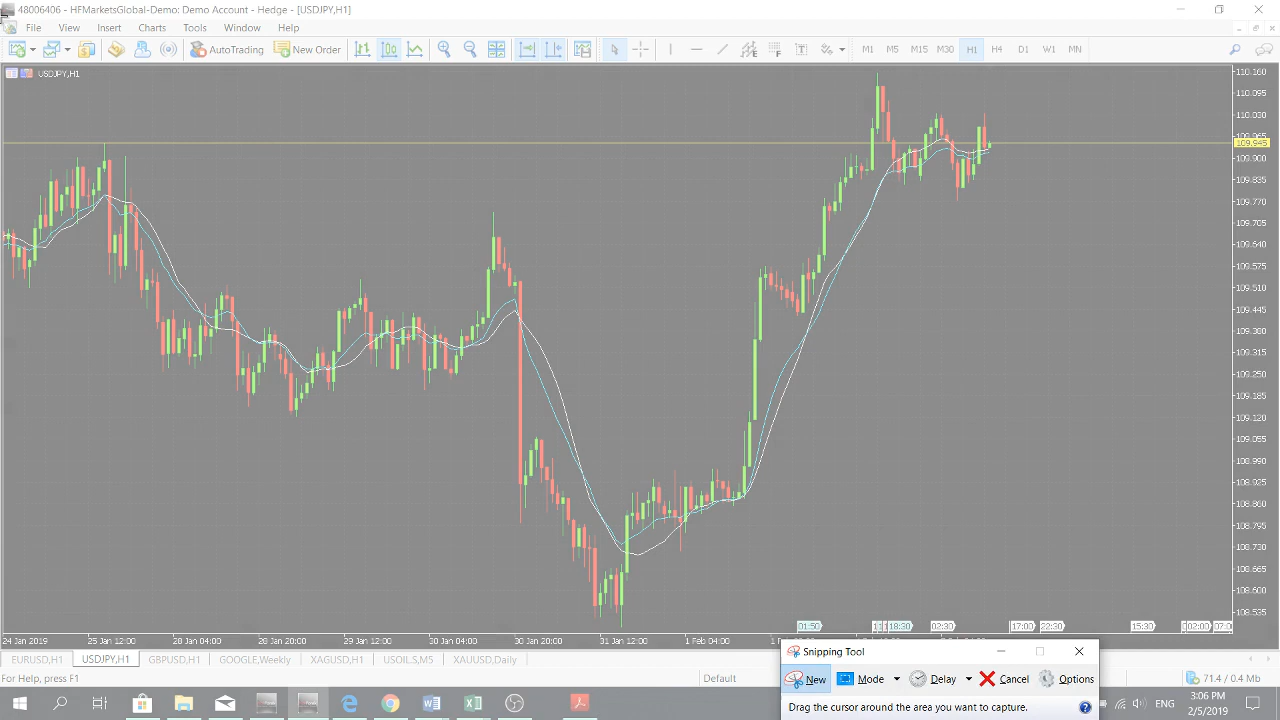 48006406 - HFMarketsGlobal-Demo: Demo Account - Hedge - [USDJPY,H1]
File View Insert Charts Tools Window Help
AutoTrading New Order M1 M5 M15 M30 H1 H4 D1 W1 MN
USDJPY,H1
110.160
110.095
110.030
109.965
109.945
109.900
109.835
109.770
109.705
109.640
109.575
109.510
109.445
109.380
109.315
109.250
109.185
109.120
109.055
108.990
108.925
108.860
108.795
108.730
108.665
108.600
108.535
01:50 18:30 02:30 17:00 22:30 15:30 02:00
24 Jan 2019 25 Jan 12:00 28 Jan 04:00 28 Jan 20:00 29 Jan 12:00 30 Jan 04:00 30 Jan 20:00 31 Jan 12:00 1 Feb 04:00
EURUSD,H1 USDJPY,H1 GBPUSD,H1 GOOGLE,Weekly XAGUSD,H1 USOILS,M5 XAUUSD,Daily
Snipping Tool
For Help, press F1 Default 71.4 / 0.4 Mb
New Mode Delay Cancel Options
Drag the cursor around the area you want to capture.
3:06 PM
2/5/2019